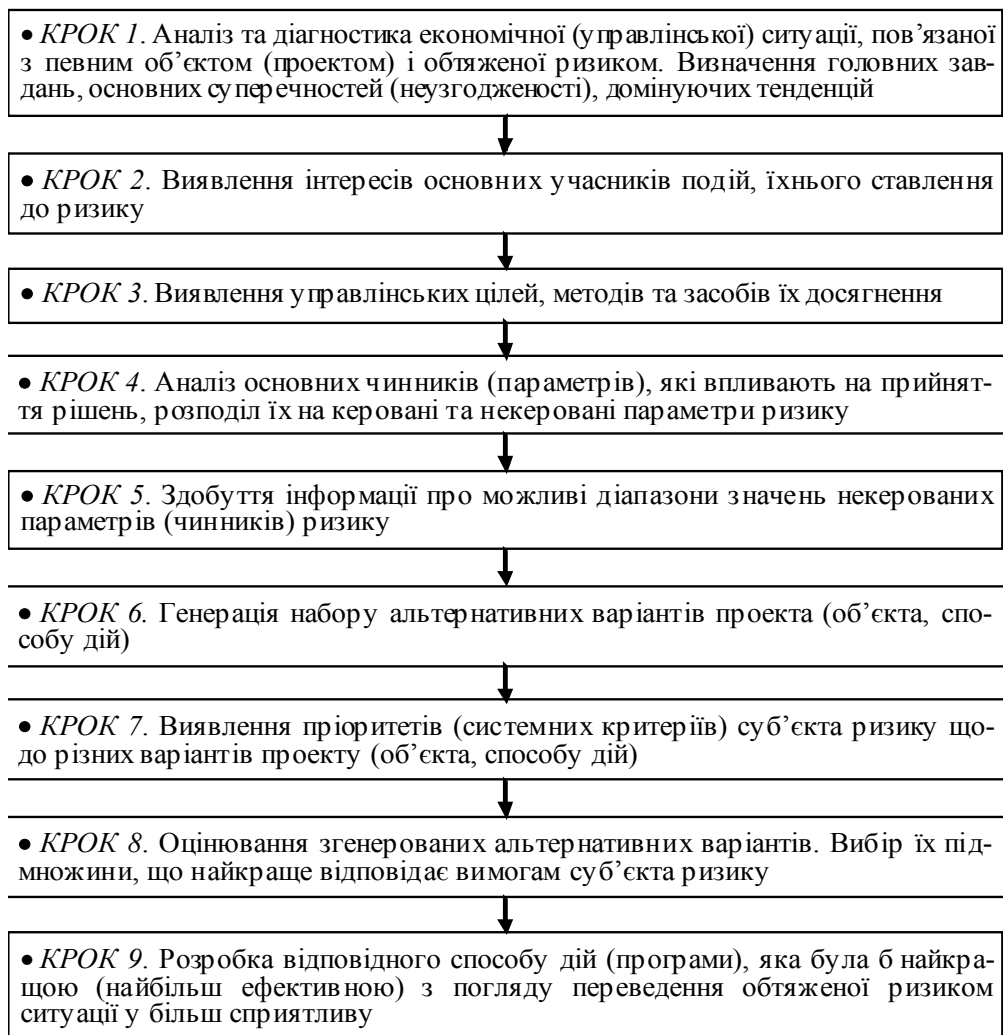 • КРОК 1. Аналіз та діагностика економічної (управлінської) ситуації, пов’язаної
з певним об’єктом (проектом) і обтяженої ризиком. Визначення головних зав-
дань, основних суперечностей (неузгодженості), домінуючих тенденцій
• КРОК 2. Виявлення інтересів основних учасників подій, їхнього ставлення
до ризику
• КРОК 3. Виявлення управлінських цілей, методів та засобів їх досягнення
• КРОК 4. Аналіз основних чинників (параметрів), які впливають на прийнят-
тя рішень, розподіл їх на керовані та некеровані параметри ризику
• КРОК 5. Здобуття інформації про можливі діапазони значень некерованих
параметрів (чинників) ризику
• КРОК 6. Генерація набору альтернативних варіантів проекта (об’єкта, спо-
собу дій)
• КРОК 7. Виявлення пріоритетів (системних критеріїв) суб’єкта ризику що-
до різних варіантів проекту (об’єкта, способу дій)
• КРОК 8. Оцінювання згенерованих альтернативних варіантів. Вибір їх під-
множини, що найкраще відповідає вимогам суб’єкта ризику
• КРОК 9. Розробка відповідного способу дій (програми), яка була б найкра-
щою (найбільш ефективною) з погляду переведення обтяженої ризиком
ситуації у більш сприятливу